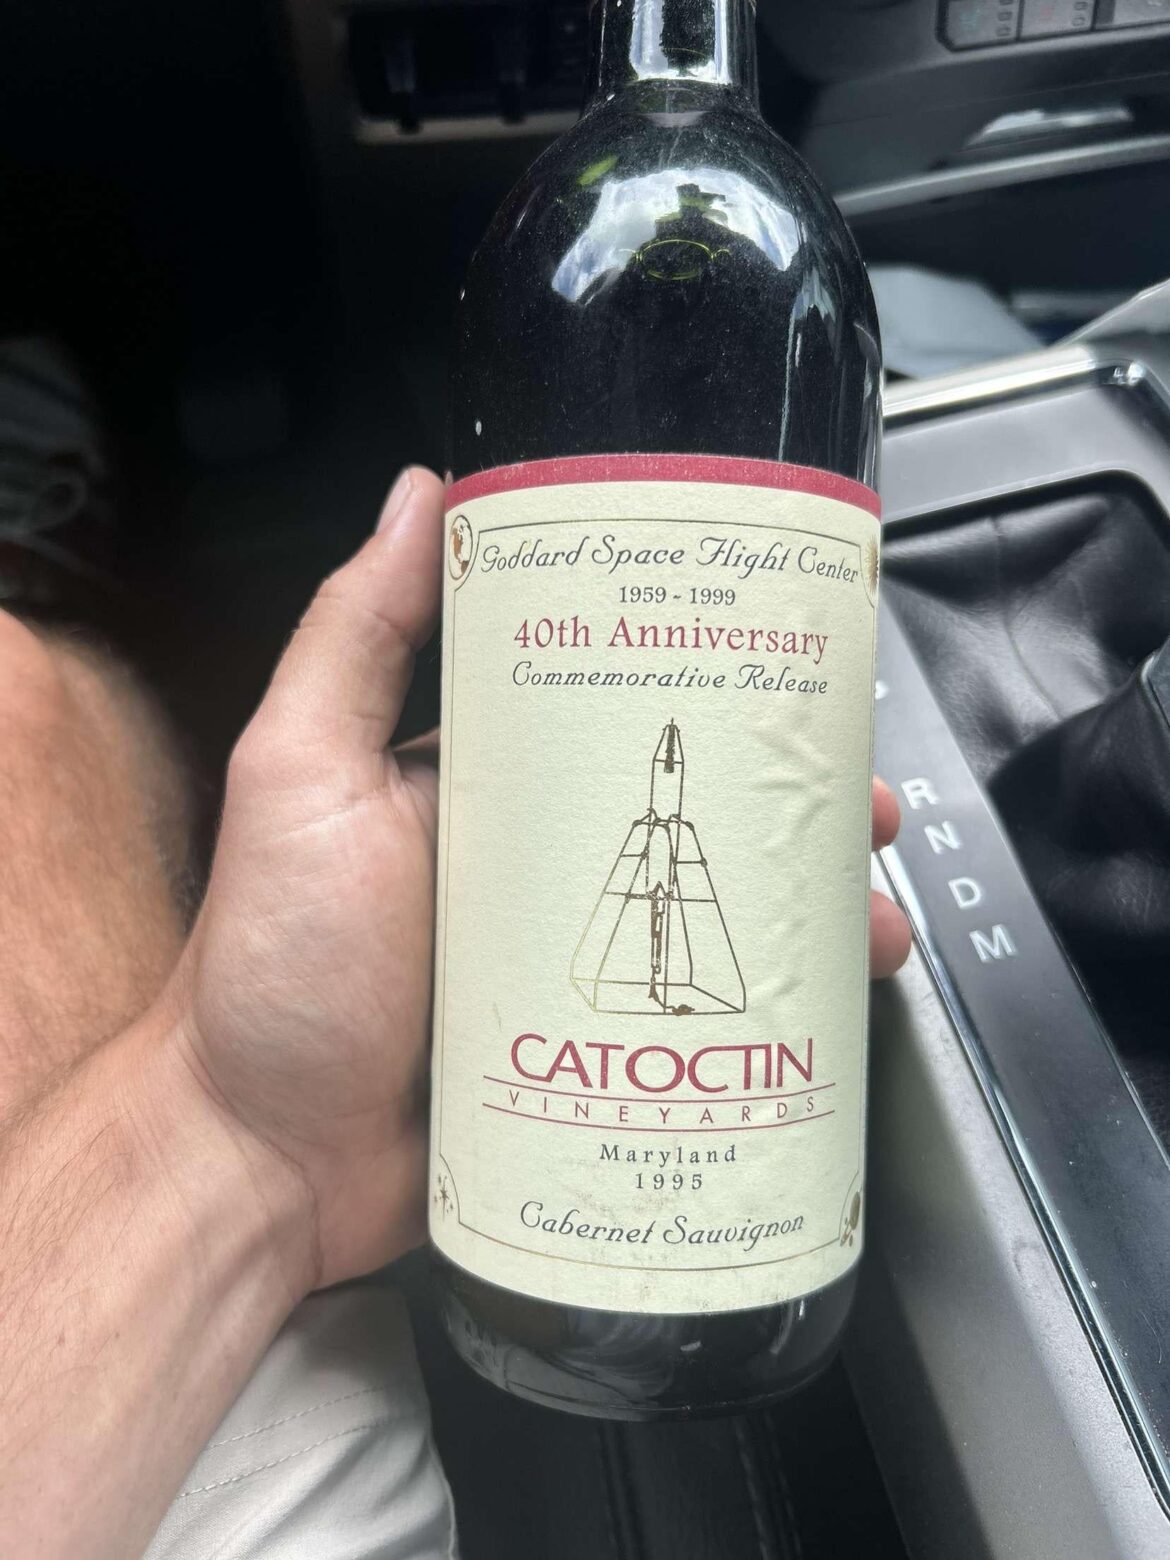 Goddard Space Flight Center
1959 - 1999
40th Anniversary
Commemorative Release
CATOCTIN
VINEYARDS
Maryland
1995
Cabernet Sauvignon
R
N
D
M